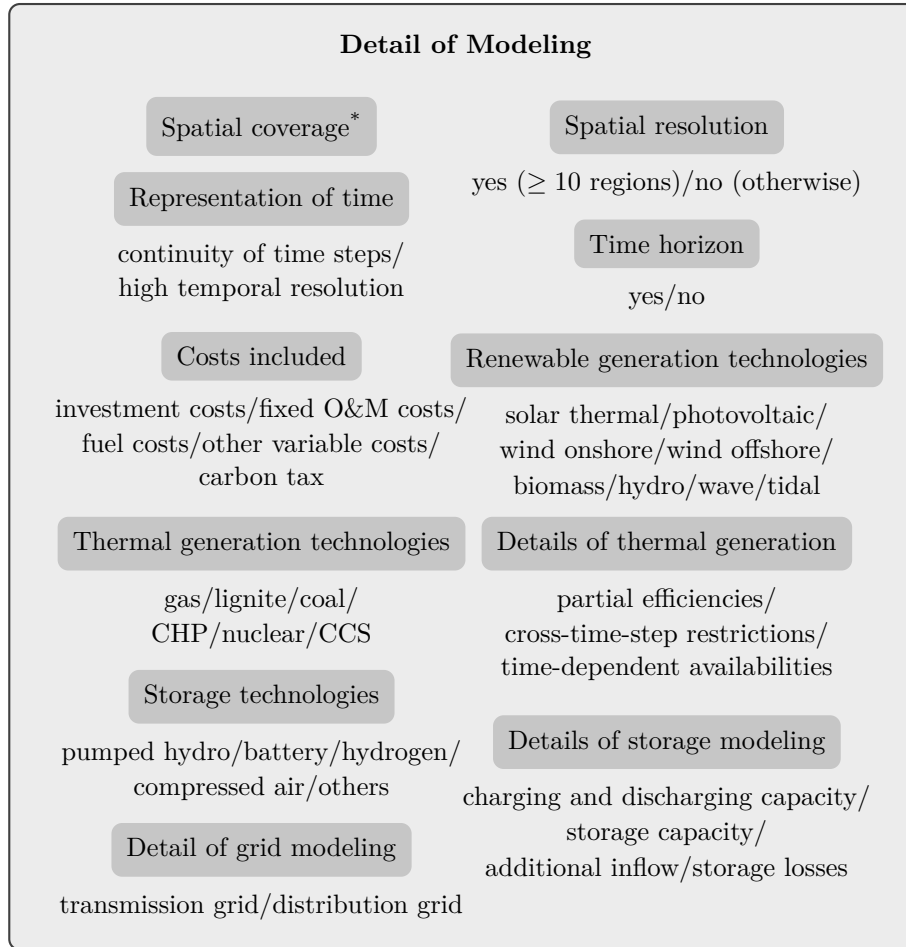 Detail of Modeling
Spatial coverage*
Representation of time
continuity of time steps/
high temporal resolution
Costs included
investment costs/fixed O&M costs/
fuel costs/other variable costs/
carbon tax
Thermal generation technologies
gas/lignite/coal/
CHP/nuclear/CCS
Storage technologies
pumped hydro/battery/hydrogen/
compressed air/others
Detail of grid modeling
transmission grid/distribution grid
Spatial resolution
yes (≥ 10 regions)/no (otherwise)
Time horizon
yes/no
Renewable generation technologies
solar thermal/photovoltaic/
wind onshore/wind offshore/
biomass/hydro/wave/tidal
Details of thermal generation
partial efficiencies/
cross-time-step restrictions/
time-dependent availabilities
Details of storage modeling
charging and discharging capacity/
storage capacity/
additional inflow/storage losses